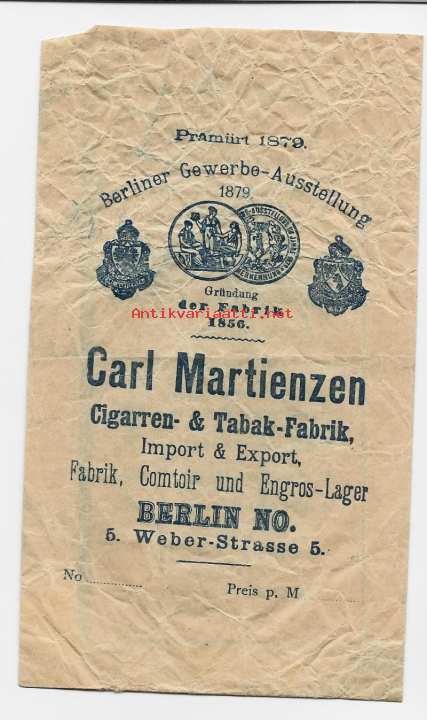 Prämiirt 1879.
Berliner Gewerbe-Ausstellung
1879.
Gründung
der Fabrik
1856.
Antikvariaatti.net
Carl Martienzen
Cigarren- & Tabak-Fabrik,
Import & Export,
Fabrik, Comtoir und Engros-Lager
BERLIN NO.
5. Weber-Strasse 5.
No
Preis p. M